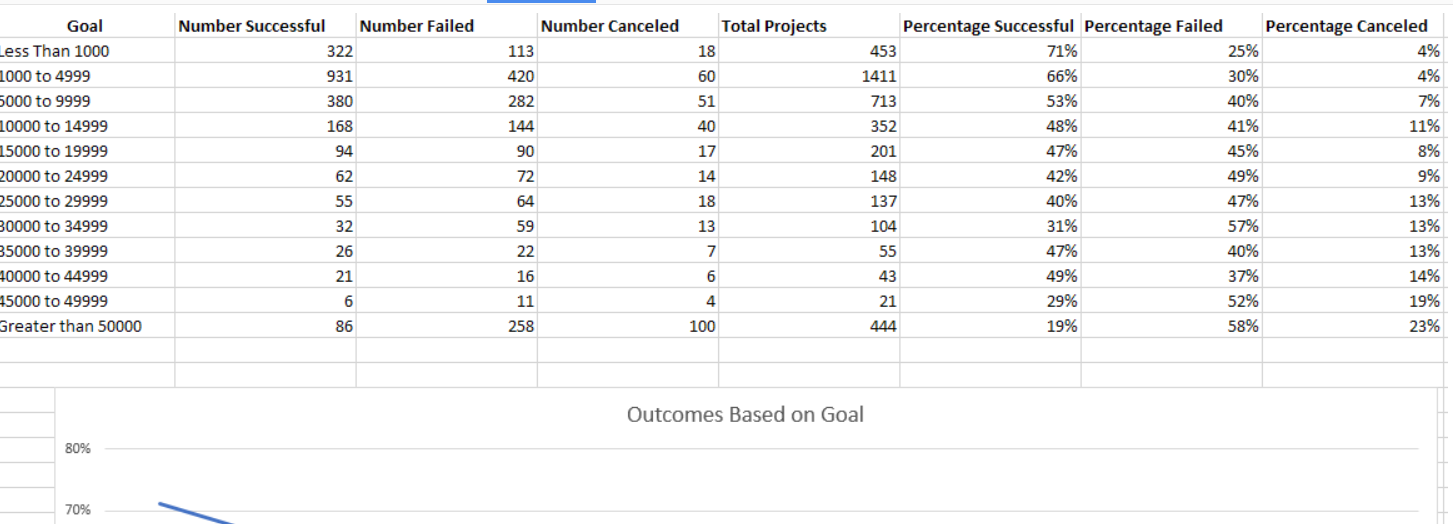 Goal Number Successful Number Failed Number Canceled Total Projects Percentage Successful Percentage Failed Percentage Canceled
Less Than 1000 322 113 18 453 71% 25% 4%
1000 to 4999 931 420 60 1411 66% 30% 4%
5000 to 9999 380 282 51 713 53% 40% 7%
10000 to 14999 168 144 40 352 48% 41% 11%
15000 to 19999 94 90 17 201 47% 45% 8%
20000 to 24999 62 72 14 148 42% 49% 9%
25000 to 29999 55 64 18 137 40% 47% 13%
30000 to 34999 32 59 13 104 31% 57% 13%
35000 to 39999 26 22 7 55 47% 40% 13%
40000 to 44999 21 16 6 43 49% 37% 14%
45000 to 49999 6 11 4 21 29% 52% 19%
Greater than 50000 86 258 100 444 19% 58% 23%
Outcomes Based on Goal
80%
70%